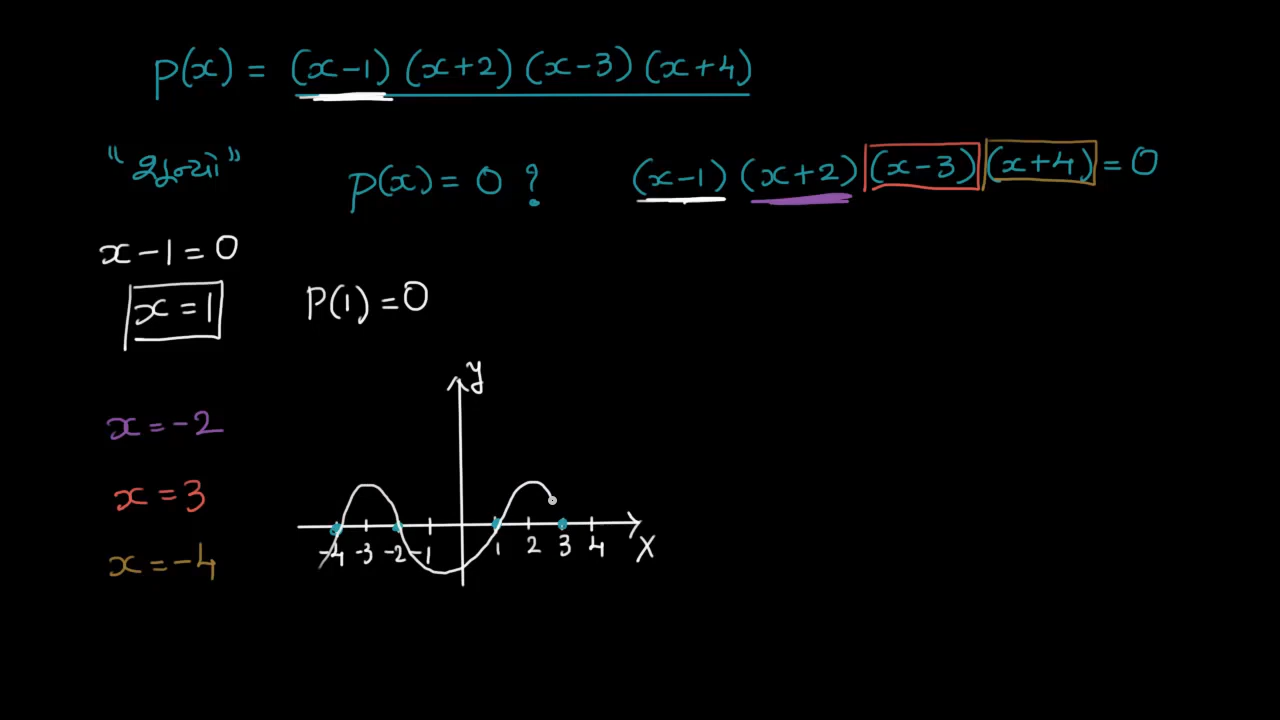 P(x) = (x-1) (x+2) (x-3) (x+4)
P(x) = 0 ? (x-1) (x+2) (x-3) (x+4) = 0
x-1=0
x=1 P(1)=0
x=-2
x=3
x=-4
y
-4 -3 -2 -1 1 2 3 4 X